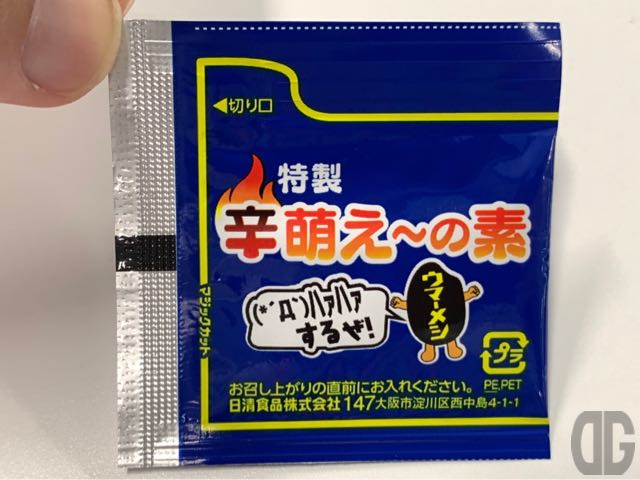 ◀切り口
特製
辛萌え〜の素
(*´Д`)ハァハァ
するぜ!
ウマーメシ
マジックカット
プラ
PE,PET
お召し上がりの直前にお入れください。
日清食品株式会社 147大阪市淀川区西中島4-1-1
DG